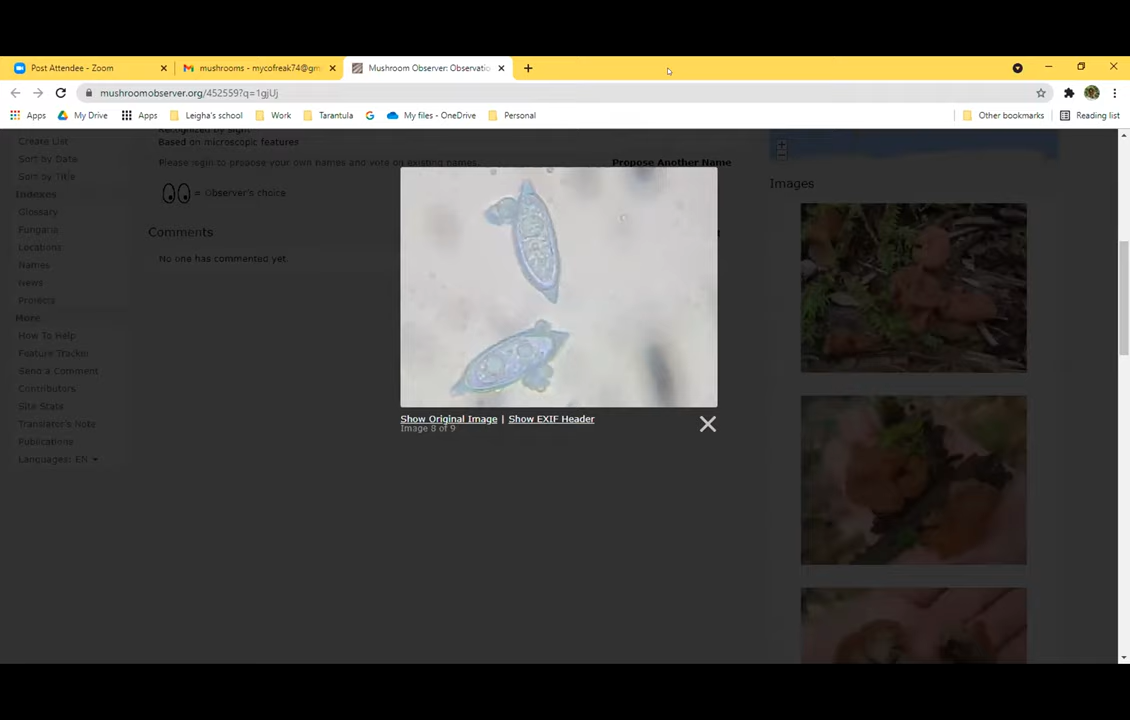 Post Attendee - Zoom
mushrooms - mycofreak74@gm
Mushroom Observer: Observatio
mushroomobserver.org/452559?q=1gjUj
Apps
My Drive
Apps
Leigha's school
Work
Tarantula
My files - OneDrive
Personal
Other bookmarks
Reading list
Create List
Sort by Date
Sort by Title
Indexes
Glossary
Fungaria
Locations
Names
News
Projects
More
How To Help
Feature Tracker
Send a Comment
Contributors
Site Stats
Translator's Note
Publications
Languages: EN
Recognized by sight
Based on microscopic features
Please login to propose your own names and vote on existing names.
Propose Another Name
= Observer's choice
Comments
No one has commented yet.
Show Original Image | Show EXIF Header
Image 8 of 9
Images